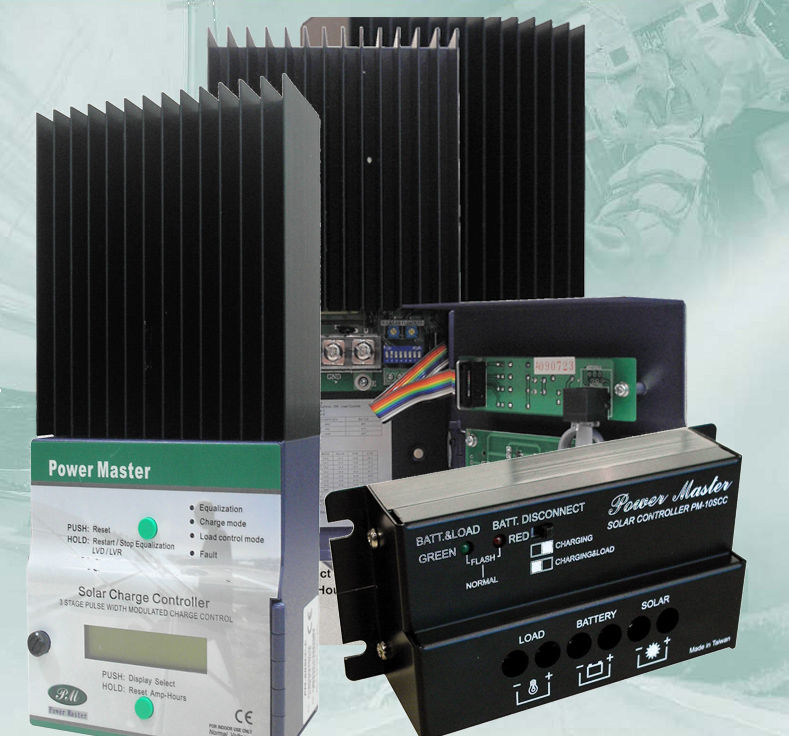 Power Master
Equalization
Charge mode
Load control mode
Fault
PUSH: Reset
HOLD: Restart / Stop Equalization
LVD / LVR
Solar Charge Controller
3 STAGE PULSE WIDTH MODULATED CHARGE CONTROL
PUSH: Display Select
HOLD: Reset Amp-Hours
PM
Power Master
CE
FOR INDOOR USE ONLY
GND
090723
Power Master
SOLAR CONTROLLER PM-10SCC
BATT. DISCONNECT
BATT.&LOAD
GREEN
RED
FLASH
NORMAL
CHARGING
CHARGING&LOAD
LOAD
BATTERY
SOLAR
- + - + - +
Made in Taiwan